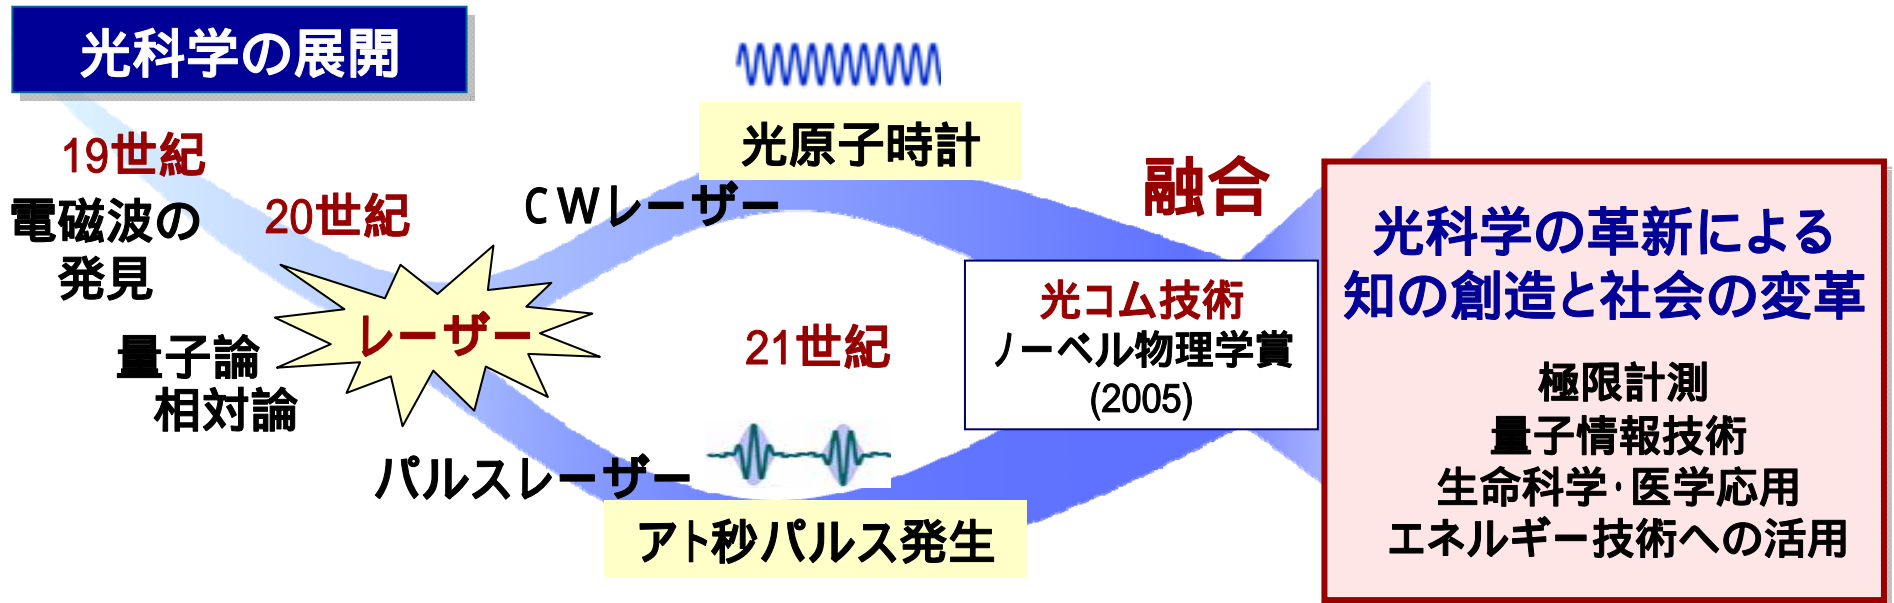 光科学の展開
19世紀
電磁波の
発見
20世紀
量子論
相対論
レーザー
CWレーザー
光原子時計
21世紀
パルスレーザー
アト秒パルス発生
融合
光コム技術
ノーベル物理学賞
(2005)
光科学の革新による
知の創造と社会の変革
極限計測
量子情報技術
生命科学・医学応用
エネルギー技術への活用